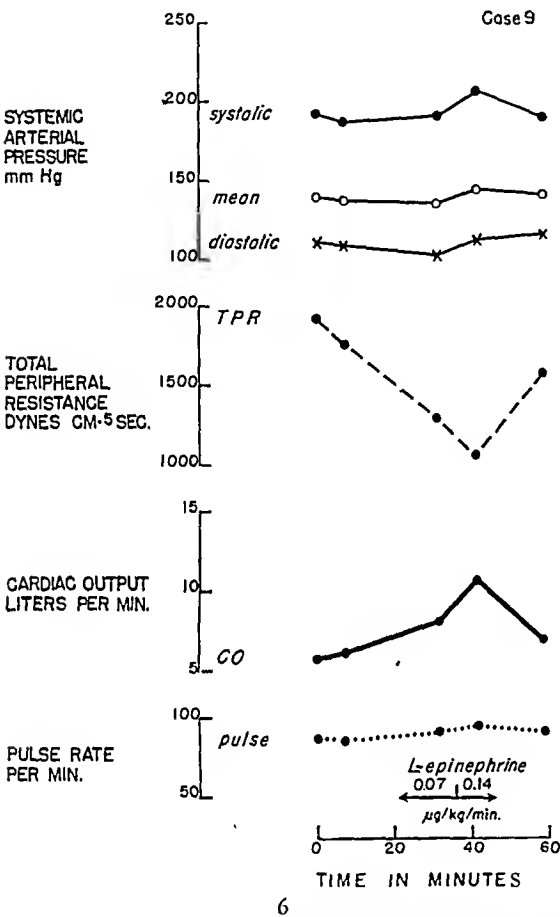 Case 9
250
200
150
100
SYSTEMIC
ARTERIAL
PRESSURE
mm Hg
systolic
mean
diastolic
2000
1500
1000
TPR
TOTAL
PERIPHERAL
RESISTANCE
DYNES CM-5 SEC.
15
10
5
CARDIAC OUTPUT
LITERS PER MIN.
CO
100
50
pulse
PULSE RATE
PER MIN.
L-epinephrine
0.07 0.14
µg/kg/min.
0 20 40 60
TIME IN MINUTES
6